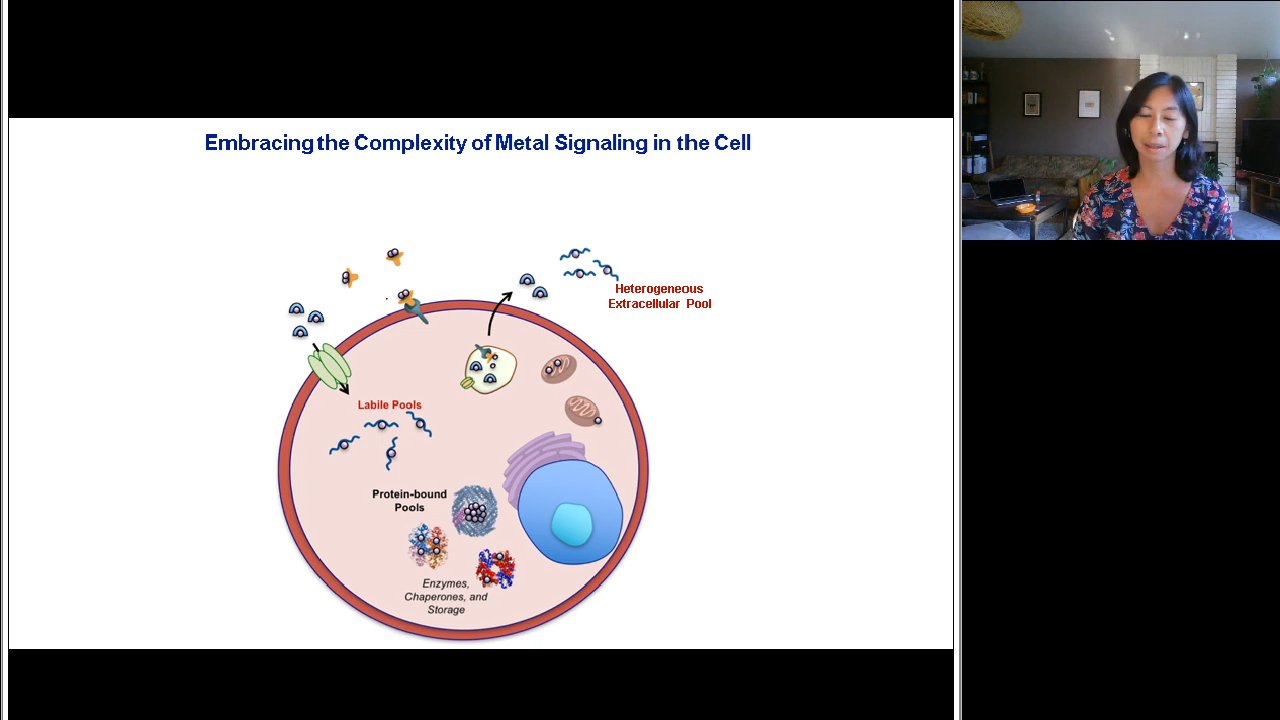 Embracing the Complexity of Metal Signaling in the Cell
Heterogeneous
Extracellular Pool
Labile Pools
Protein-bound
Pools
Enzymes,
Chaperones, and
Storage